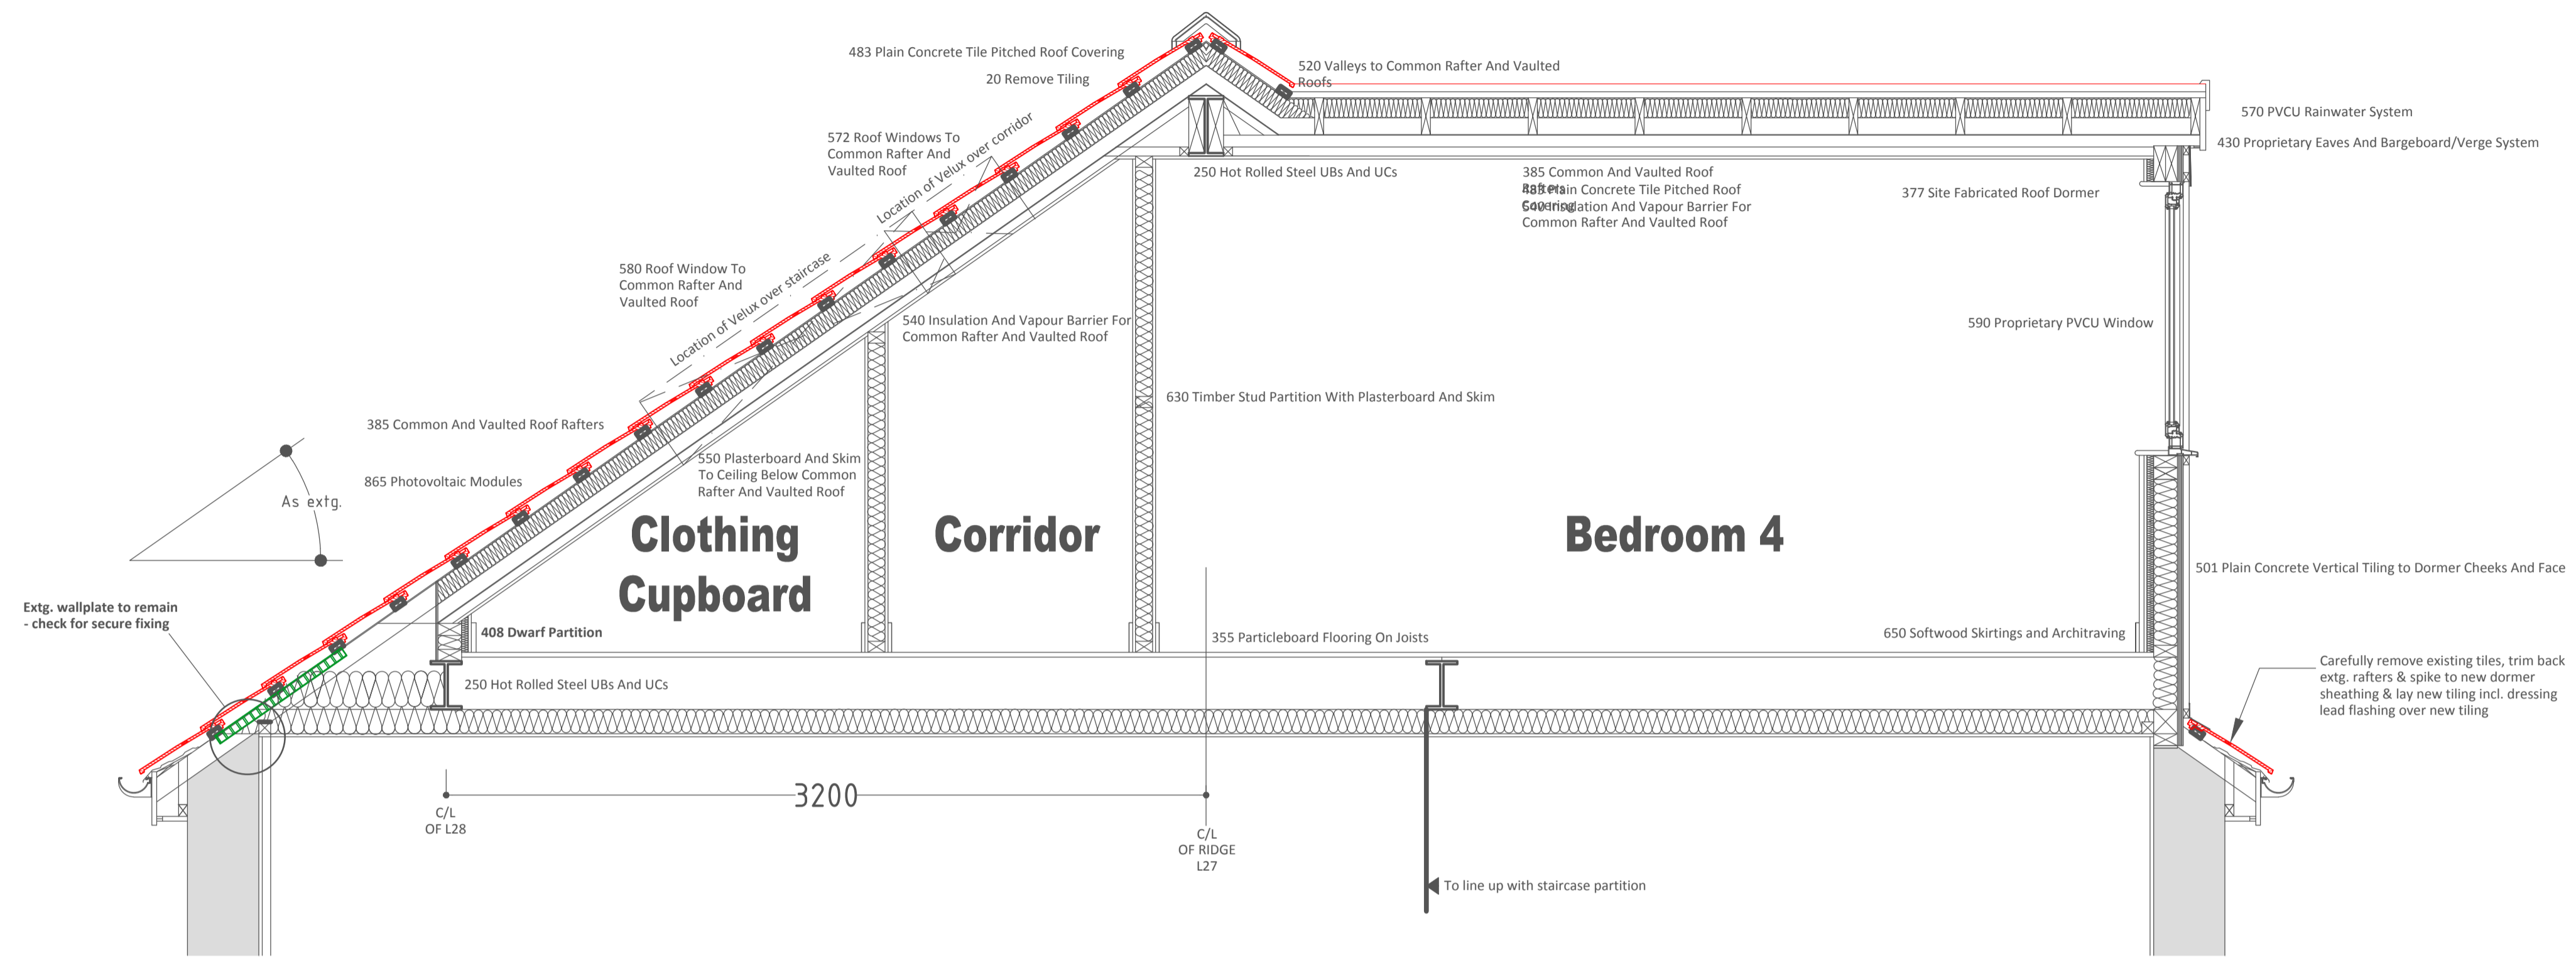 483 Plain Concrete Tile Pitched Roof Covering
20 Remove Tiling
520 Valleys to Common Rafter And Vaulted
Roofs
570 PVCU Rainwater System
430 Proprietary Eaves And Bargeboard/Verge System
572 Roof Windows To
Common Rafter And
Vaulted Roof
Location of Velux over corridor
250 Hot Rolled Steel UBs And UCs
385 Common And Vaulted Roof
Rafters
483 Plain Concrete Tile Pitched Roof
Covering
540 Insulation And Vapour Barrier For
Common Rafter And Vaulted Roof
377 Site Fabricated Roof Dormer
580 Roof Window To
Common Rafter And
Vaulted Roof
Location of Velux over staircase
540 Insulation And Vapour Barrier For
Common Rafter And Vaulted Roof
590 Proprietary PVCU Window
630 Timber Stud Partition With Plasterboard And Skim
385 Common And Vaulted Roof Rafters
865 Photovoltaic Modules
550 Plasterboard And Skim
To Ceiling Below Common
Rafter And Vaulted Roof
As extg.
Clothing
Cupboard
Corridor
Bedroom 4
501 Plain Concrete Vertical Tiling to Dormer Cheeks And Face
Extg. wallplate to remain
- check for secure fixing
408 Dwarf Partition
355 Particleboard Flooring On Joists
650 Softwood Skirtings and Architraving
250 Hot Rolled Steel UBs And UCs
Carefully remove existing tiles, trim back
extg. rafters & spike to new dormer
sheathing & lay new tiling incl. dressing
lead flashing over new tiling
3200
C/L
OF L28
C/L
OF RIDGE
L27
To line up with staircase partition